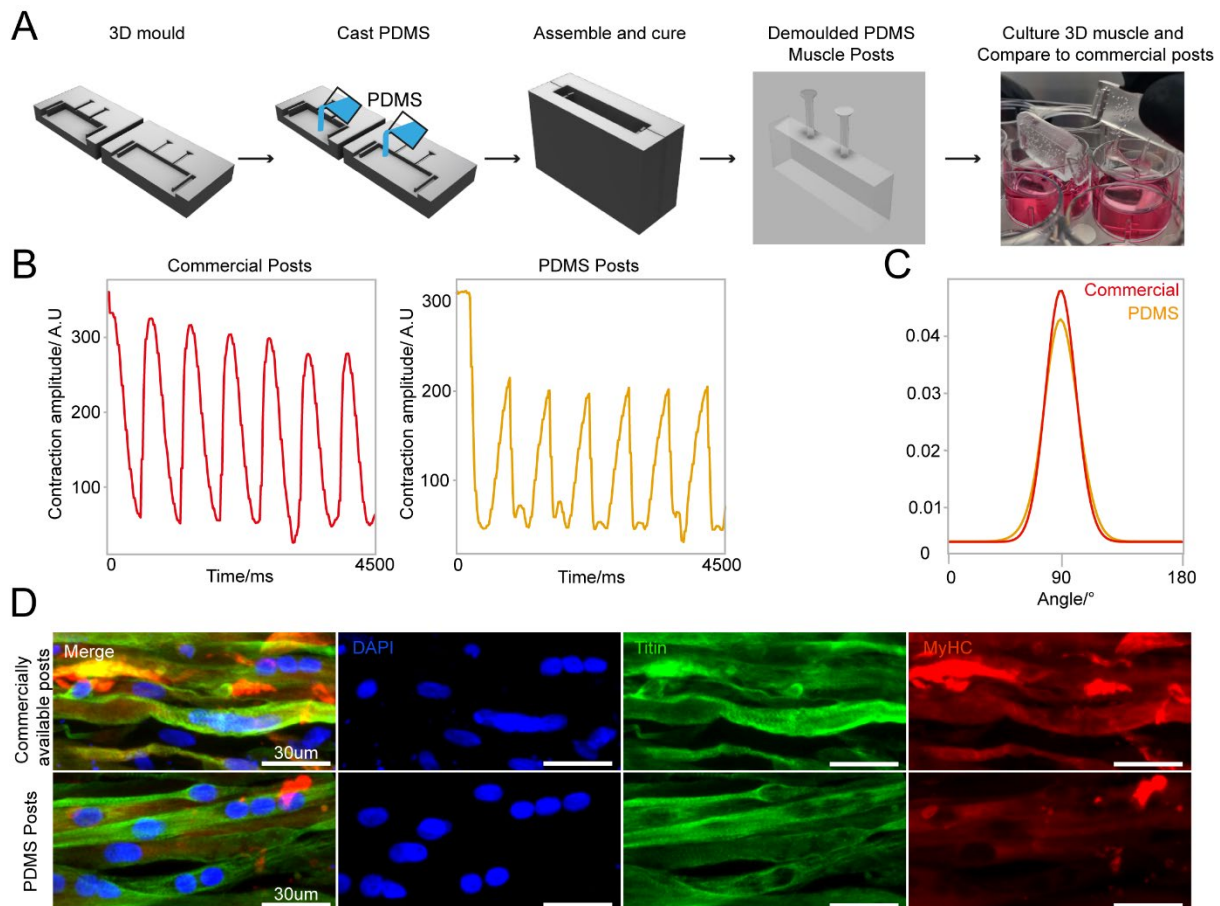 A
3D mould
Cast PDMS
Assemble and cure
Demoulded PDMS
Muscle Posts
Culture 3D muscle and
Compare to commercial posts
PDMS
B
Commercial Posts
Contraction amplitude/ A.U
300
200
100
0
4500
Time/ms
PDMS Posts
Contraction amplitude/ A.U
300
200
100
0
4500
Time/ms
C
Commercial
PDMS
0.04
0.03
0.02
0.01
0
0
90
180
Angle/°
D
Commercially
available posts
Merge
30um
DAPI
Titin
MyHC
PDMS Posts
30um